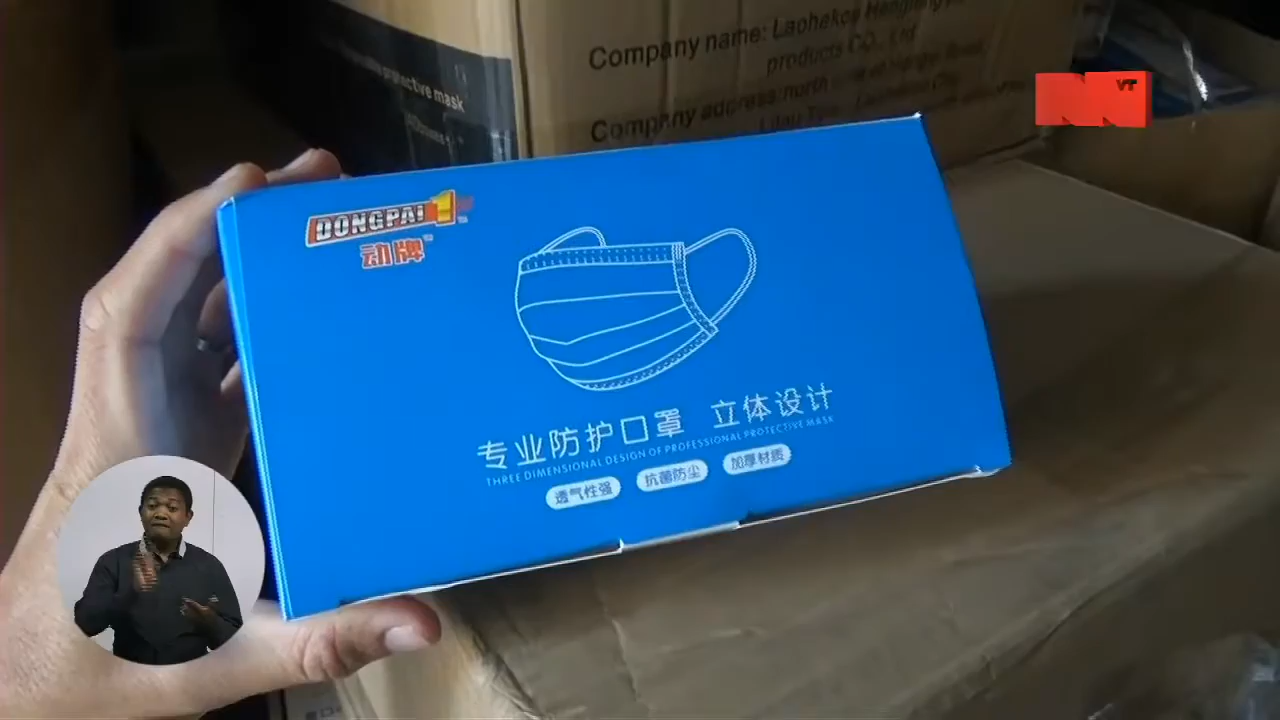 Company name: Laohekou
products CO., Ltd
Company address: north
protective mask
VT
DONGPAI 1
动牌
专业防护口罩 立体设计
THREE DIMENSIONAL DESIGN OF PROFESSIONAL PROTECTIVE MASK
透气性强 抗菌防尘 加厚材质